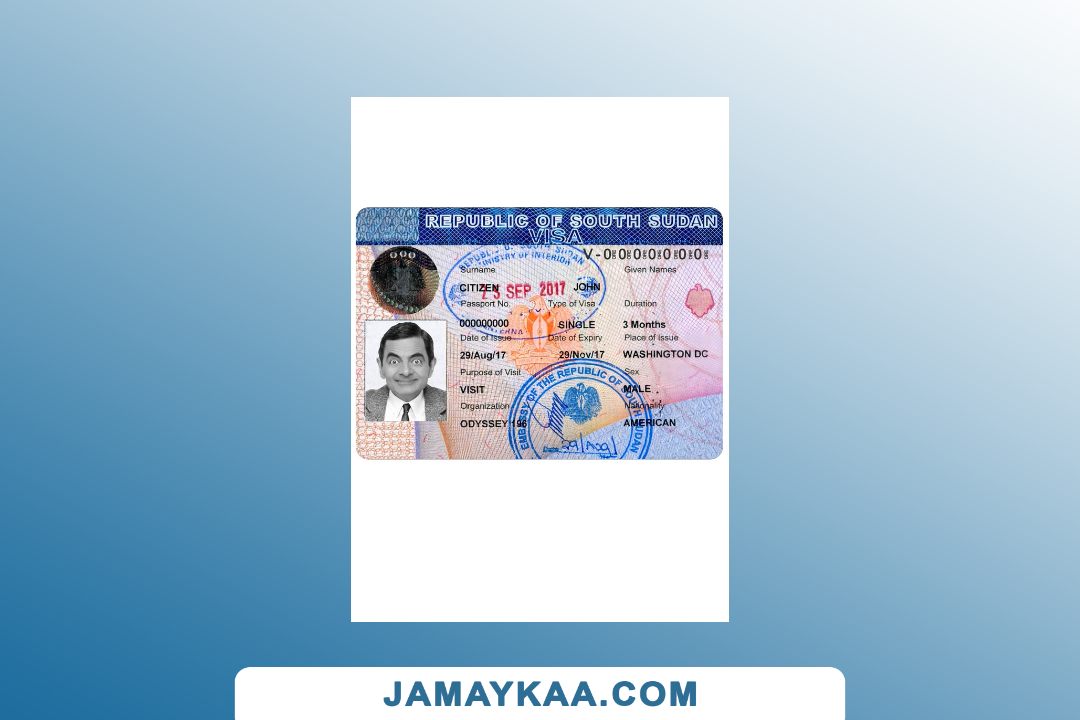 REPUBLIC OF SOUTH SUDAN
VISA
MINISTRY OF INTERIOR
Surname
Given Names
CITIZEN
JOHN
SEP 2017
Passport No.
Type of Visa
Duration
000000000
SINGLE
3 Months
Date of Issue
Date of Expiry
Place of Issue
29/Aug/17
29/Nov/17
WASHINGTON DC
Purpose of Visit
Sex
VISIT
MALE
Organization
Nationality
ODYSSEY
AMERICAN
EMBASSY OF THE REPUBLIC OF SOUTH SUDAN
JAMAYKAA.COM